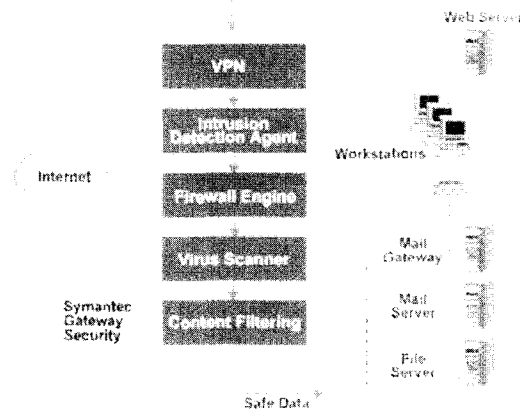 Web Server
VPN
Intrusion
Detection Agent
Workstations
Internet
Firewall Engine
Mail
Gateway
Virus Scanner
Symantec
Gateway
Security
Content Filtering
Mail
Server
File
Server
Safe Data